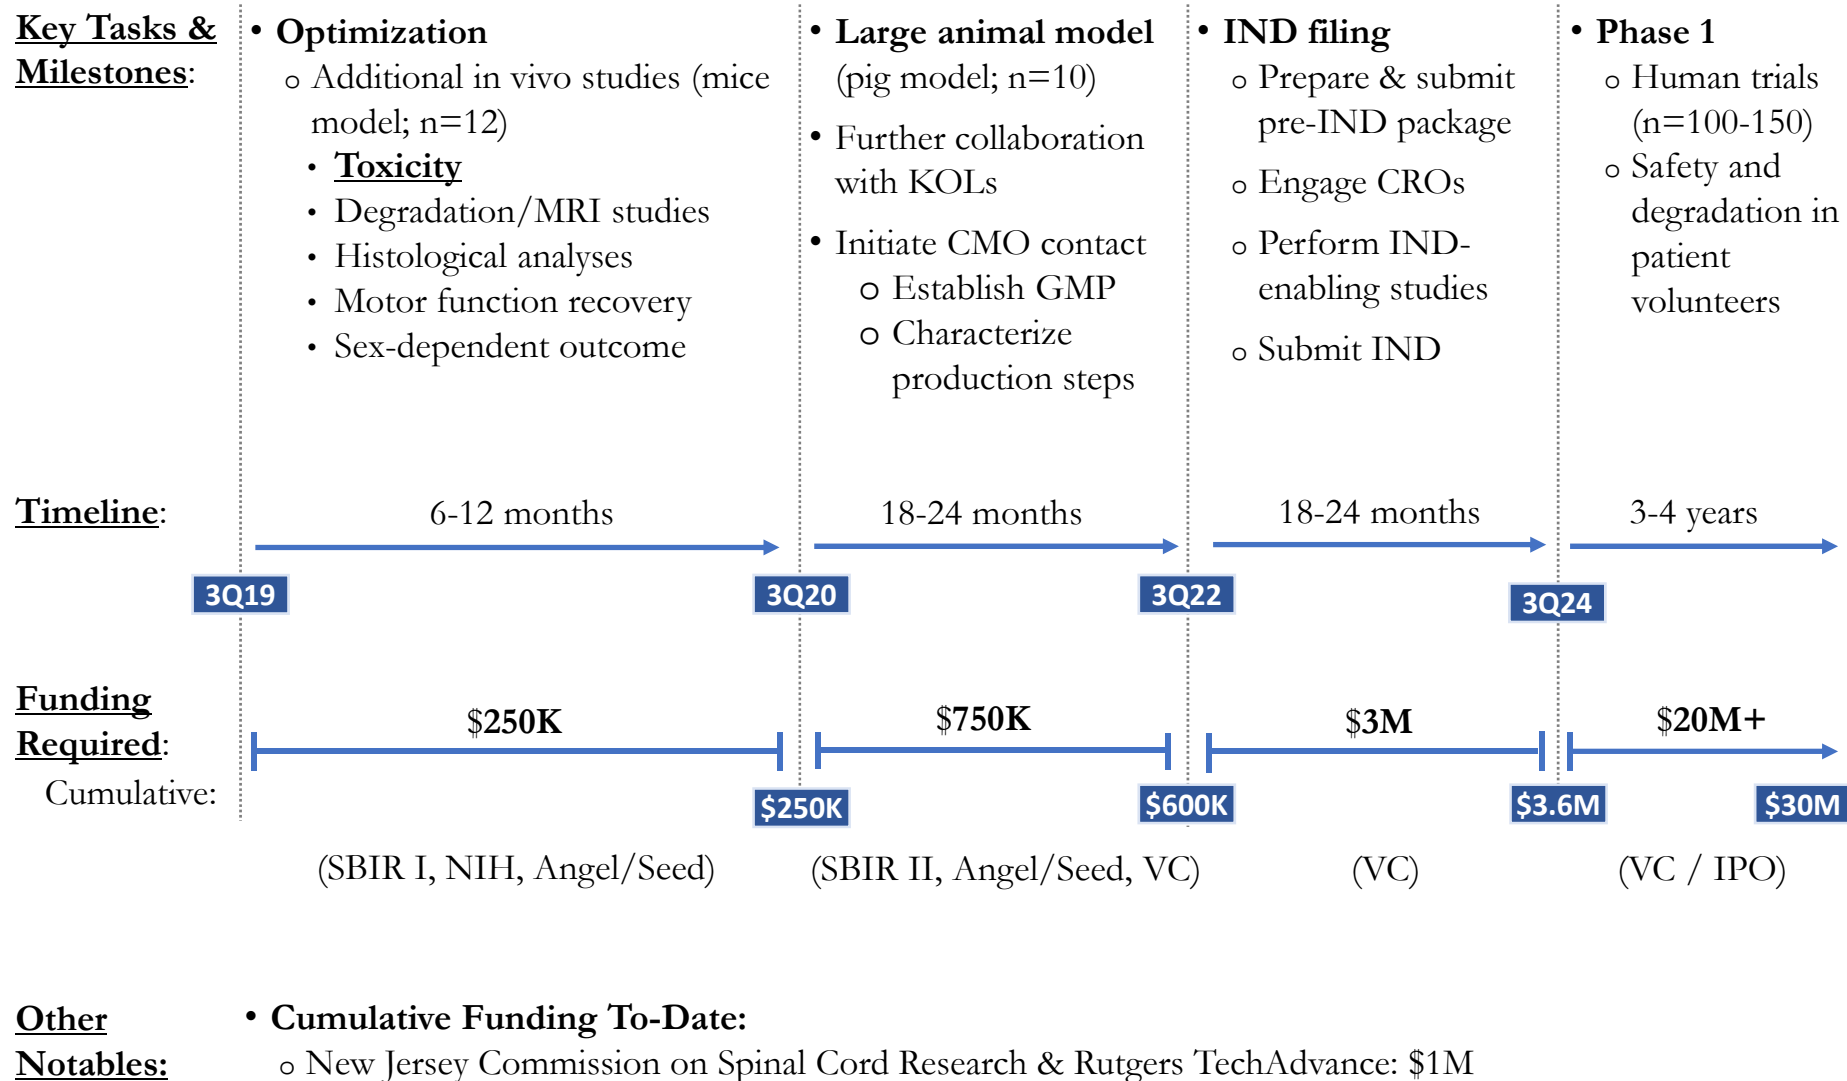 Key Tasks &
Milestones:
• Optimization
o Additional in vivo studies (mice
model; n=12)
• Toxicity
• Degradation/MRI studies
• Histological analyses
• Motor function recovery
• Sex-dependent outcome
• Large animal model
(pig model; n=10)
• Further collaboration
with KOLs
• Initiate CMO contact
o Establish GMP
o Characterize
production steps
• IND filing
o Prepare & submit
pre-IND package
o Engage CROs
o Perform IND-
enabling studies
o Submit IND
• Phase 1
o Human trials
(n=100-150)
o Safety and
degradation in
patient
volunteers
Timeline:
6-12 months
18-24 months
18-24 months
3-4 years
3Q19
3Q20
3Q22
3Q24
Funding
Required:
$250K
$750K
$3M
$20M+
Cumulative:
$250K
$600K
$3.6M
$30M
(SBIR I, NIH, Angel/Seed)
(SBIR II, Angel/Seed, VC)
(VC)
(VC / IPO)
Other
Notables:
• Cumulative Funding To-Date:
o New Jersey Commission on Spinal Cord Research & Rutgers TechAdvance: $1M